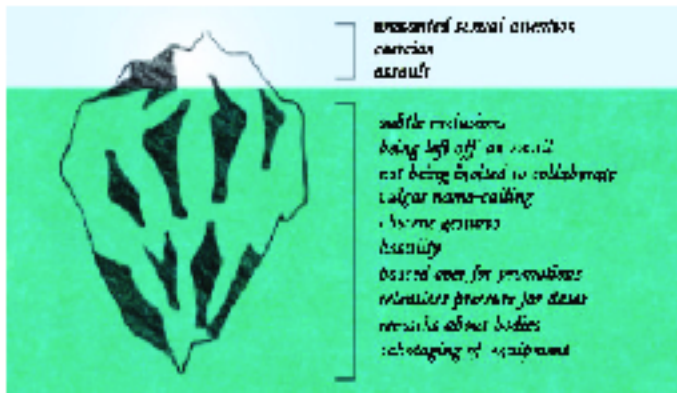 unwanted sexual attention
coercion
assault
subtle exclusions
being left off an email
not being invited to collaborate
vulgar name-calling
obscene gestures
hostility
passed over for promotions
relentless pressure for dates
remarks about bodies
sabotaging of equipment